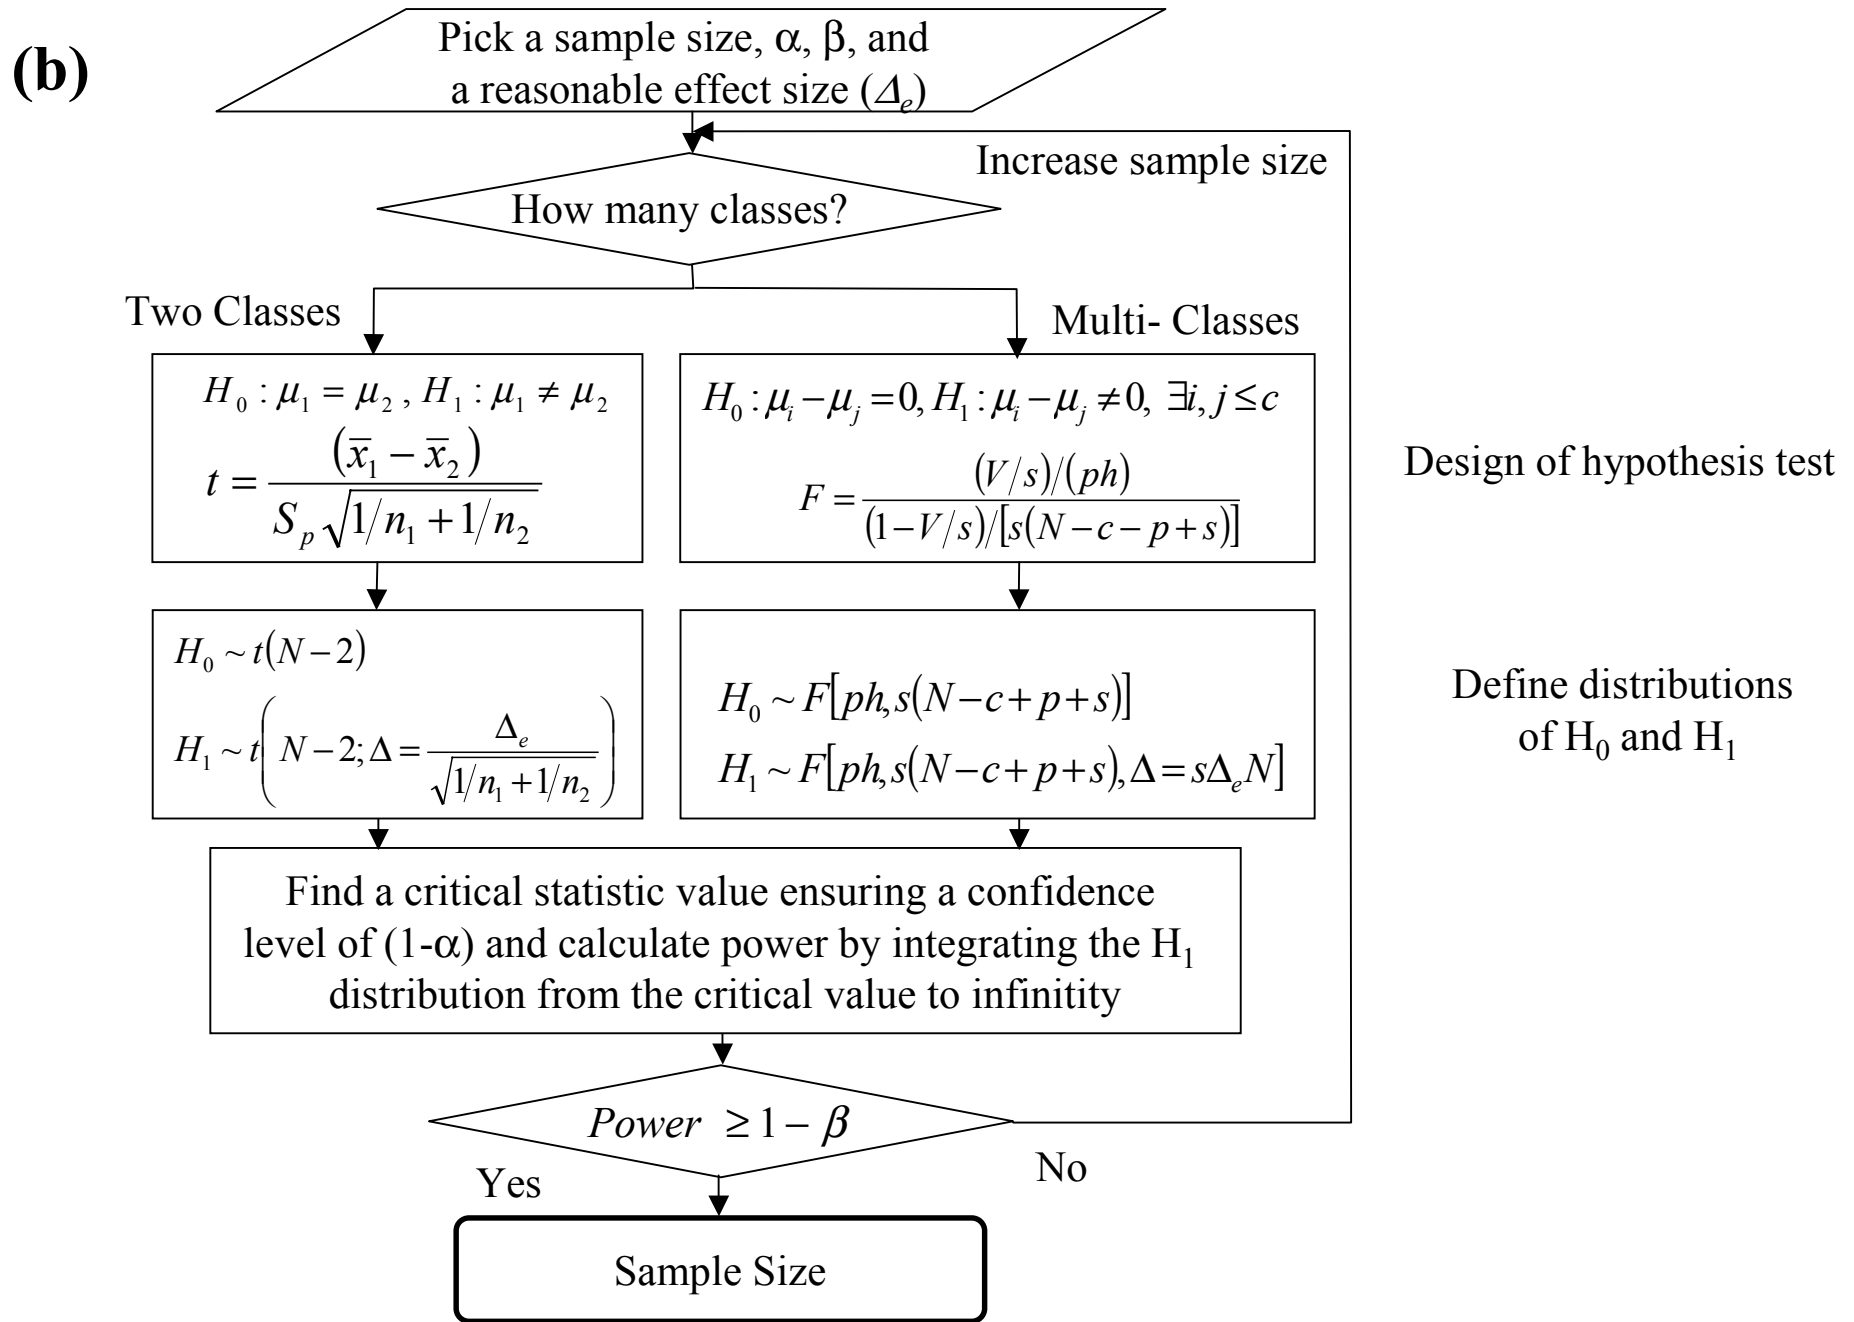 (b)
Pick a sample size, α, β, and
a reasonable effect size (Δₑ)
Increase sample size
How many classes?
Two Classes
Multi- Classes
H₀ : μ₁ = μ₂ , H₁ : μ₁ ≠ μ₂
t = (x̄₁ − x̄₂) / S_p √(1/n₁ + 1/n₂)
H₀ : μᵢ − μⱼ = 0, H₁ : μᵢ − μⱼ ≠ 0, ∃i, j ≤ c
F = (V/s)/(ph) / (1−V/s)/[s(N−c−p+s)]
Design of hypothesis test
H₀ ~ t(N−2)
H₁ ~ t( N−2; Δ = Δₑ / √(1/n₁ + 1/n₂) )
H₀ ~ F[ph, s(N−c+p+s)]
H₁ ~ F[ph, s(N−c+p+s), Δ = sΔₑN]
Define distributions
of H₀ and H₁
Find a critical statistic value ensuring a confidence
level of (1-α) and calculate power by integrating the H₁
distribution from the critical value to infinitity
Power ≥ 1 − β
Yes
No
Sample Size